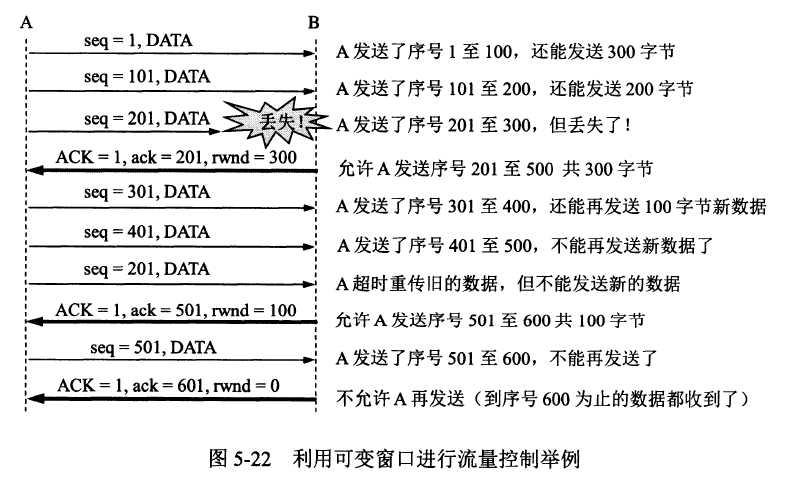 A B
seq = 1, DATA A 发送了序号 1 至 100，还能发送 300 字节
seq = 101, DATA A 发送了序号 101 至 200，还能发送 200 字节
seq = 201, DATA 丢失！ A 发送了序号 201 至 300，但丢失了！
ACK = 1, ack = 201, rwnd = 300 允许 A 发送序号 201 至 500 共 300 字节
seq = 301, DATA A 发送了序号 301 至 400，还能再发送 100 字节新数据
seq = 401, DATA A 发送了序号 401 至 500，不能再发送新数据了
seq = 201, DATA A 超时重传旧的数据，但不能发送新的数据
ACK = 1, ack = 501, rwnd = 100 允许 A 发送序号 501 至 600 共 100 字节
seq = 501, DATA A 发送了序号 501 至 600，不能再发送了
ACK = 1, ack = 601, rwnd = 0 不允许 A 再发送（到序号 600 为止的数据都收到了）
图 5-22 利用可变窗口进行流量控制举例